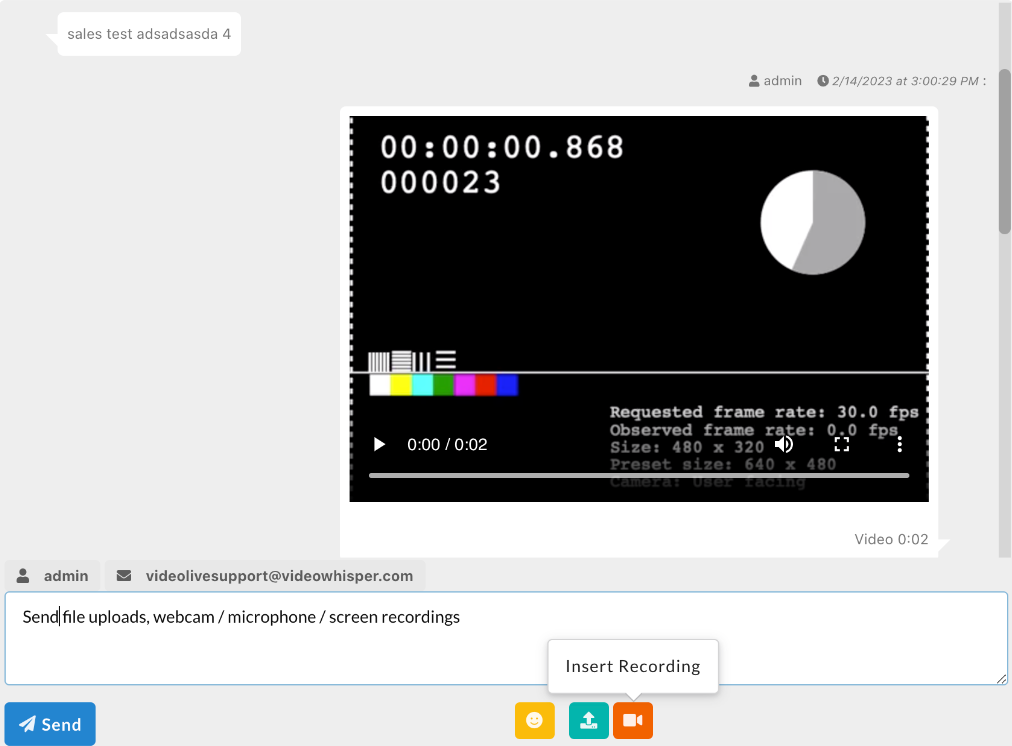 sales test adsadsasda 4
admin 2/14/2023 at 3:00:29 PM :
00:00:00.868
000023
Requested frame rate: 30.0 fps
Observed frame rate: 0.0 fps
Size: 480 x 320
Preset size: 640 x 480
Camera: User facing
0:00 / 0:02
Video 0:02
admin videolivesupport@videowhisper.com
Send file uploads, webcam / microphone / screen recordings
Insert Recording
Send